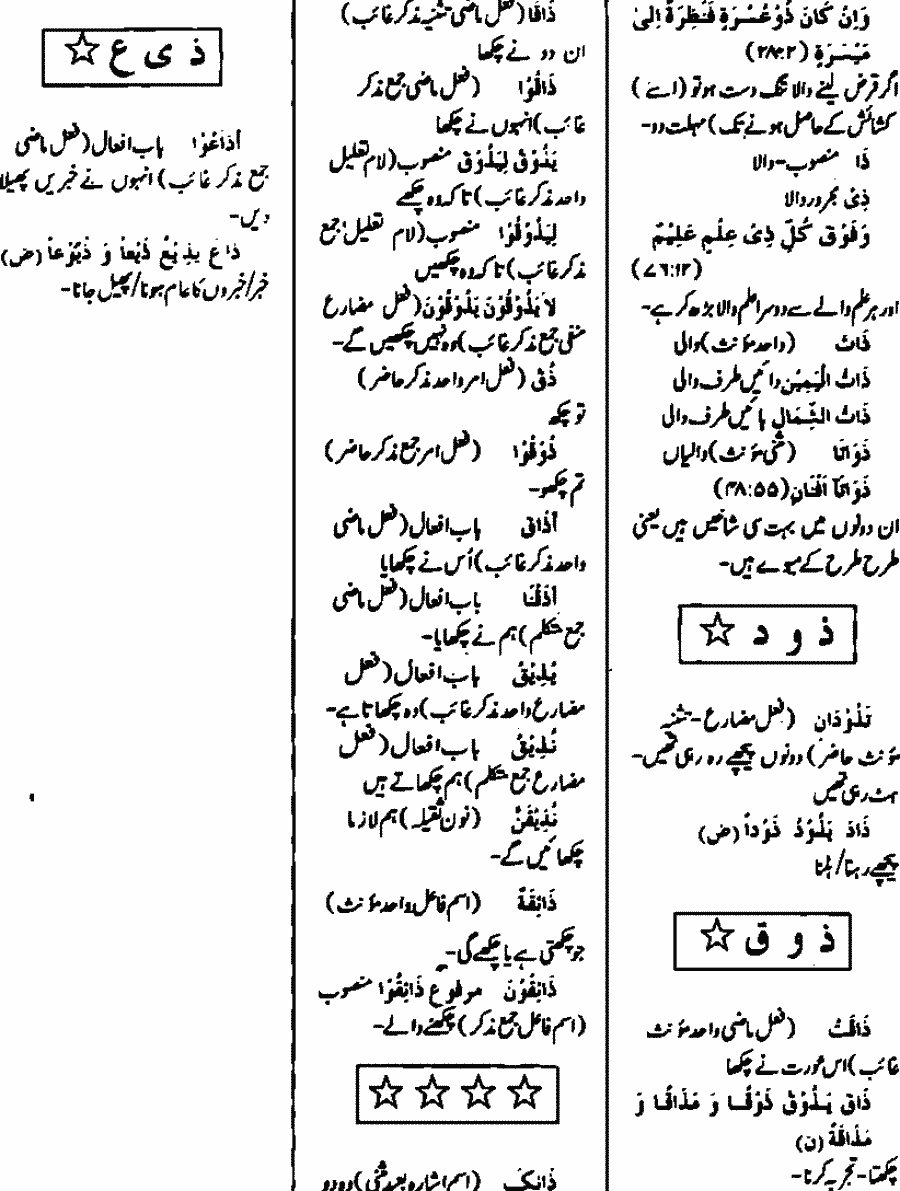 وَاِنْ كَانَ ذُوْعُسْرَةٍ فَنَظِرَةٌ اِلىٰ
مَيْسَرَةٍ (٢:٢٨٠)
اگر قرض لینے والا تنگ دست ہو تو (اسے)
کشائش کے حاصل ہونے تک) مہلت دو۔
ذَا منصوب۔ والا
ذِیْ مجرور والا
وَفَوْقَ كُلِّ ذِیْ عِلْمٍ عَلِيْمٌ
(٧٦:١٢)
اور ہر علم والے سے دوسرا علم والا بڑھ کر ہے۔
ذَاتَ (واحد مؤنث) والی
ذَاتُ الْيَمِيْنِ دائیں طرف والی
ذَاتُ الشِّمَالِ بائیں طرف والی
ذَوَاتَا (مثنی مؤنث) والیاں
ذَوَاتَآ اَفْنَانٍ (٤٨:٥٥)
ان دونوں میں بہت سی شاخیں ہیں یعنی
طرح طرح کے میوے ہیں۔
ذ و د ☆
تَذُوْدَانِ (فعل مضارع۔ تثنیہ
مؤنث حاضر) دونوں پیچھے رہ رہی تھیں۔
ہٹ رہی تھیں
ذَادَ يَذُوْدُ ذَوْداً (ض)
پیچھے رہنا/ ہٹنا
ذ و ق ☆
ذَاقَتْ (فعل ماضی واحد مؤنث
غائب) اس عورت نے چکھا
ذَاقَ يَذُوْقُ ذَوْقًا وَ مَذَاقًا وَ
مَذَاقَةً (ن)
چکھنا۔ تجربہ کرنا۔
ذَاقَا (فعل ماضی تثنیہ مذکر غائب)
ان دو نے چکھا
ذَاقُوْا (فعل ماضی جمع مذکر
غائب) انہوں نے چکھا
يَذُوْقُ لِيَذُوْقَ منصوب (لام تعلیل
واحد مذکر غائب) تا کہ وہ چکھے
لِيَذُوْقُوْا منصوب (لام تعلیل جمع
مذکر غائب) تا کہ وہ چکھیں
لاَ يَذُوْقُوْنَ يَذُوْقُوْنَ (فعل مضارع
منفی جمع مذکر غائب) وہ نہیں چکھیں گے۔
ذُقْ (فعل امر واحد مذکر حاضر)
تو چکھ
ذُوْقُوْا (فعل امر جمع مذکر حاضر)
تم چکھو۔
اَذَاقَ باب افعال (فعل ماضی
واحد مذکر غائب) اُس نے چکھایا
اَذَقْنَا باب افعال (فعل ماضی
جمع متکلم) ہم نے چکھایا۔
يُذِيْقُ باب افعال (فعل
مضارع واحد مذکر غائب) وہ چکھاتا ہے۔
نُذِيْقُ باب افعال (فعل
مضارع جمع متکلم) ہم چکھاتے ہیں
نُذِيْقَنَّ (نون ثقیلہ) ہم لازما
چکھائیں گے۔
ذَائِقَةٌ (اسم فاعل واحد مؤنث)
جو چکھتی ہے یا چکھے گی۔
ذَائِقُوْنَ مرفوع ذَائِقُوْا منصوب
(اسم فاعل جمع مذکر) چکھنے والے۔
☆ ☆ ☆ ☆
ذَانِكَ (اسم اشارہ بعید مثنی) وہ دو
ذ ی ع ☆
اَذَاعُوْا باب افعال (فعل ماضی
جمع مذکر غائب) انہوں نے خبریں پھیلا
دیں۔
ذَاعَ يَذِيْعُ ذَيْعاً وَ ذُيُوْعاً (ض)
خبر/خبروں کا عام ہونا/ پھیل جانا۔